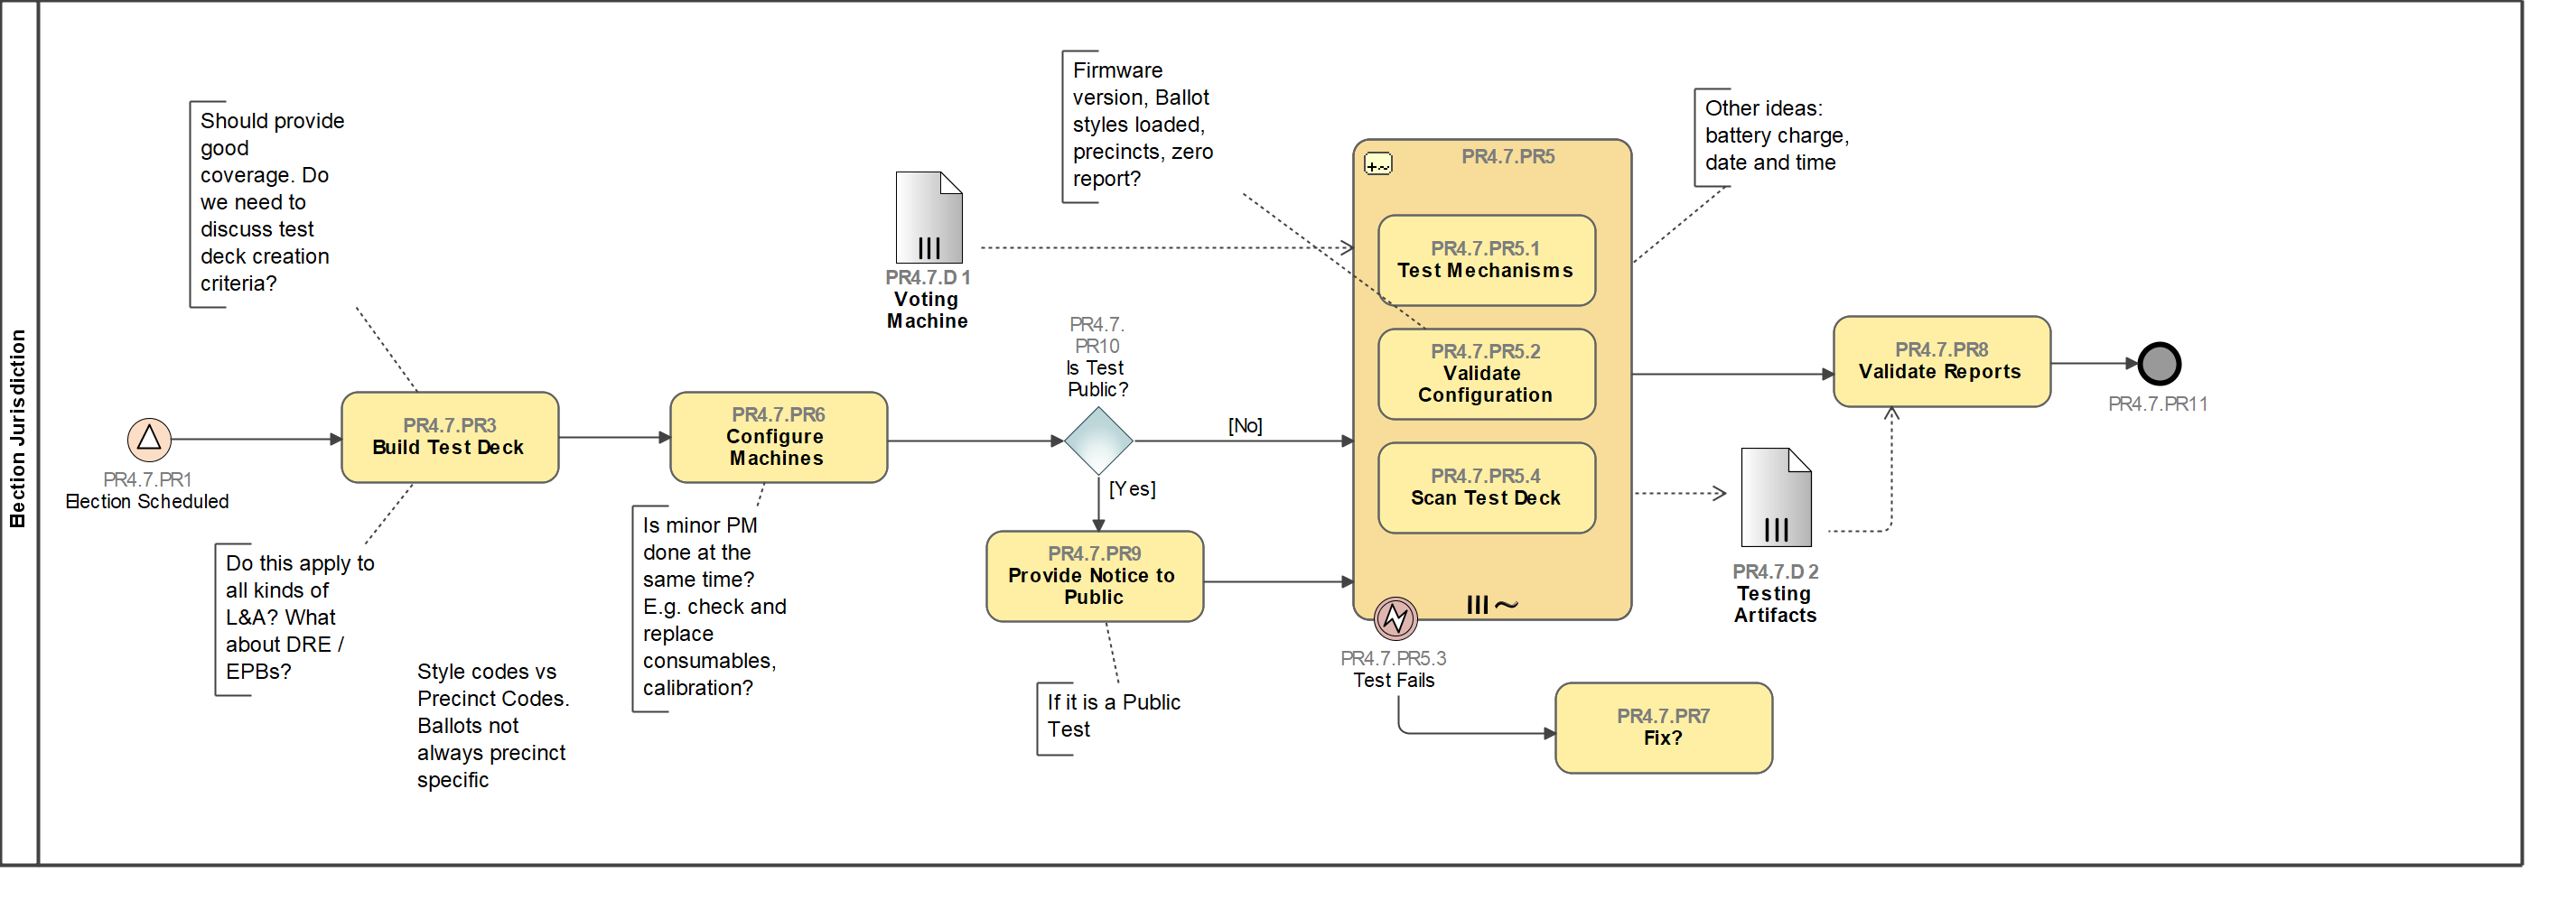 Election Jurisdiction
Should provide
good
coverage. Do
we need to
discuss test
deck creation
criteria?
PR4.7.PR1
Election Scheduled
PR4.7.PR3
Build Test Deck
Do this apply to
all kinds of
L&A? What
about DRE /
EPBs?
Style codes vs
Precinct Codes.
Ballots not
always precinct
specific
PR4.7.PR6
Configure
Machines
Is minor PM
done at the
same time?
E.g. check and
replace
consumables,
calibration?
PR4.7.D 1
Voting
Machine
Firmware
version, Ballot
styles loaded,
precincts, zero
report?
PR4.7.
PR10
Is Test
Public?
[No]
[Yes]
PR4.7.PR9
Provide Notice to
Public
If it is a Public
Test
PR4.7.PR5
PR4.7.PR5.1
Test Mechanisms
PR4.7.PR5.2
Validate
Configuration
PR4.7.PR5.4
Scan Test Deck
PR4.7.PR5.3
Test Fails
PR4.7.PR7
Fix?
Other ideas:
battery charge,
date and time
PR4.7.D 2
Testing
Artifacts
PR4.7.PR8
Validate Reports
PR4.7.PR11